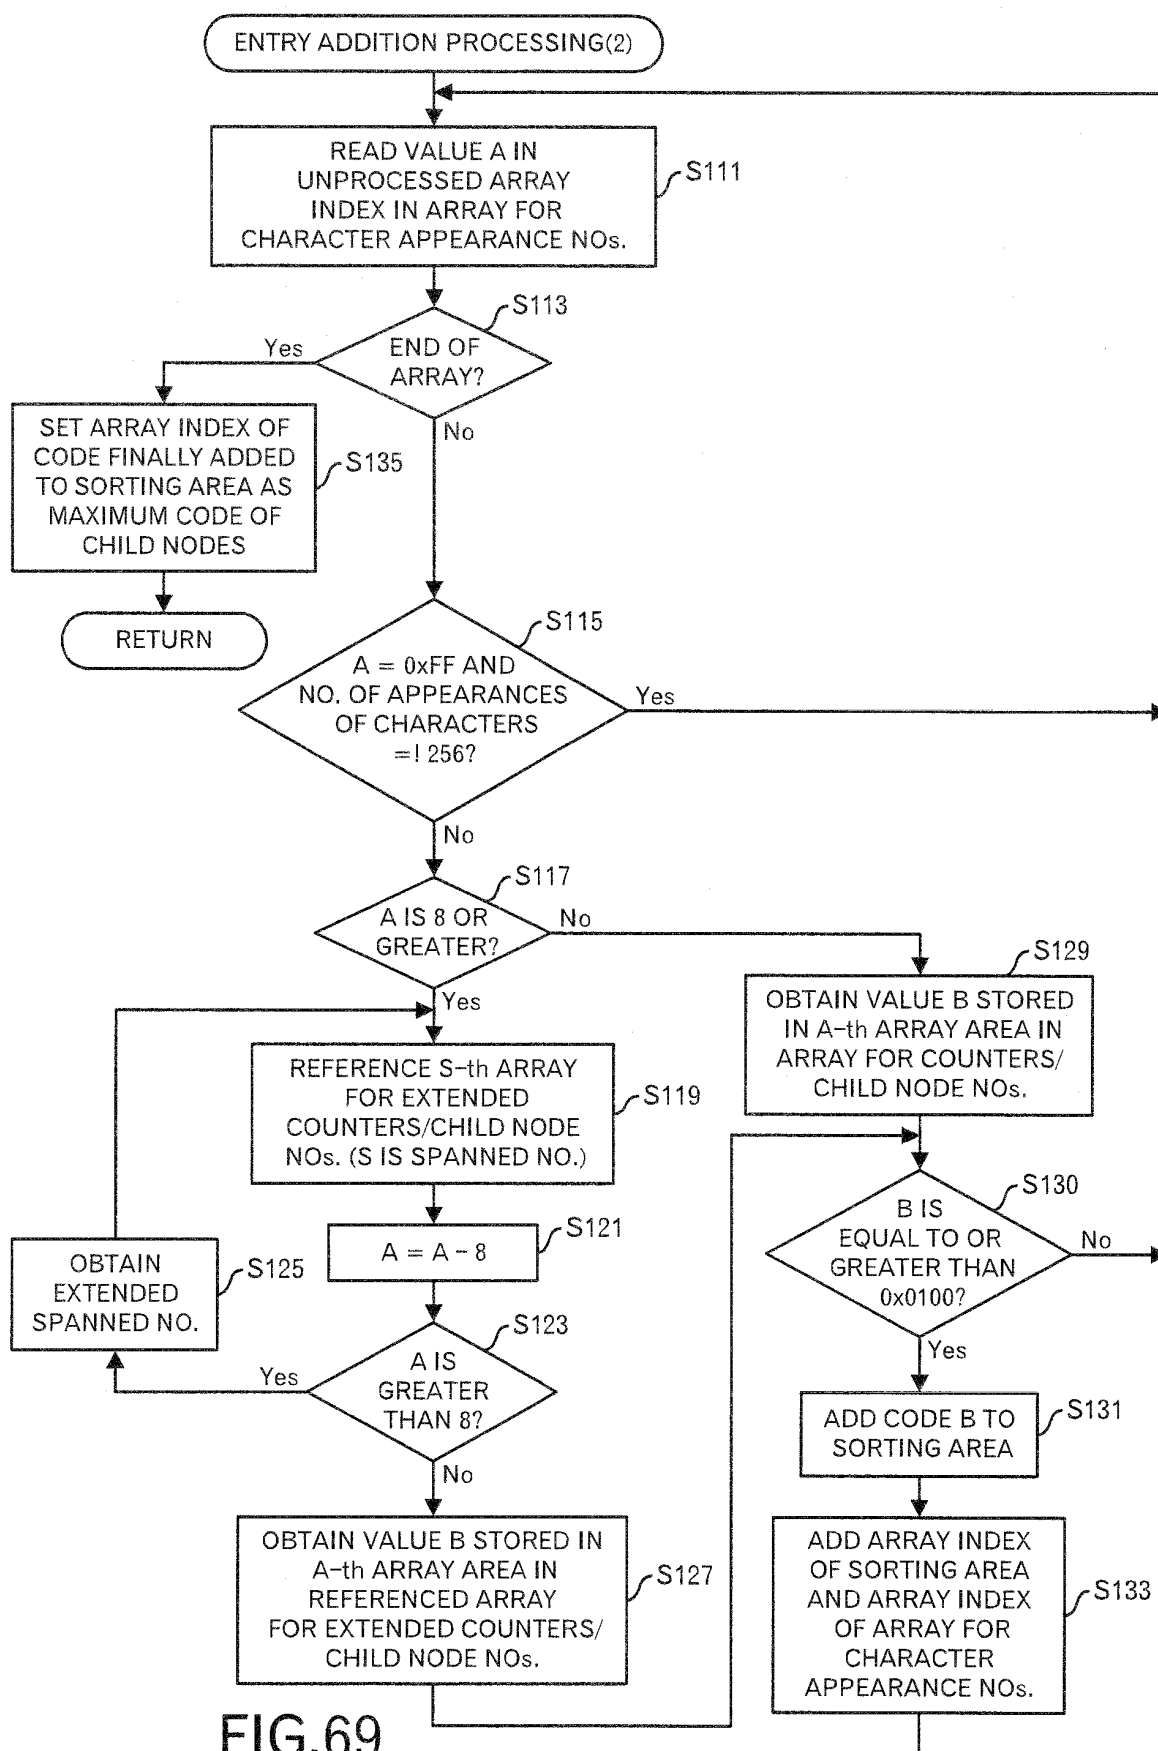 ENTRY ADDITION PROCESSING(2)
READ VALUE A IN
UNPROCESSED ARRAY
INDEX IN ARRAY FOR
CHARACTER APPEARANCE NOs.
S111
S113
END OF
ARRAY?
Yes
No
SET ARRAY INDEX OF
CODE FINALLY ADDED
TO SORTING AREA AS
MAXIMUM CODE OF
CHILD NODES
S135
RETURN
S115
A = 0xFF AND
NO. OF APPEARANCES
OF CHARACTERS
=! 256?
Yes
No
S117
A IS 8 OR
GREATER?
No
Yes
S129
OBTAIN VALUE B STORED
IN A-th ARRAY AREA IN
ARRAY FOR COUNTERS/
CHILD NODE NOs.
REFERENCE S-th ARRAY
FOR EXTENDED
COUNTERS/CHILD NODE
NOs. (S IS SPANNED NO.)
S119
S130
B IS
EQUAL TO OR
GREATER THAN
0x0100?
No
Yes
A = A - 8
S121
OBTAIN
EXTENDED
SPANNED NO.
S125
S123
A IS
GREATER
THAN 8?
Yes
No
ADD CODE B TO
SORTING AREA
S131
OBTAIN VALUE B STORED IN
A-th ARRAY AREA IN
REFERENCED ARRAY
FOR EXTENDED COUNTERS/
CHILD NODE NOs.
S127
ADD ARRAY INDEX
OF SORTING AREA
AND ARRAY INDEX
OF ARRAY FOR
CHARACTER
APPEARANCE NOs.
S133
FIG.69